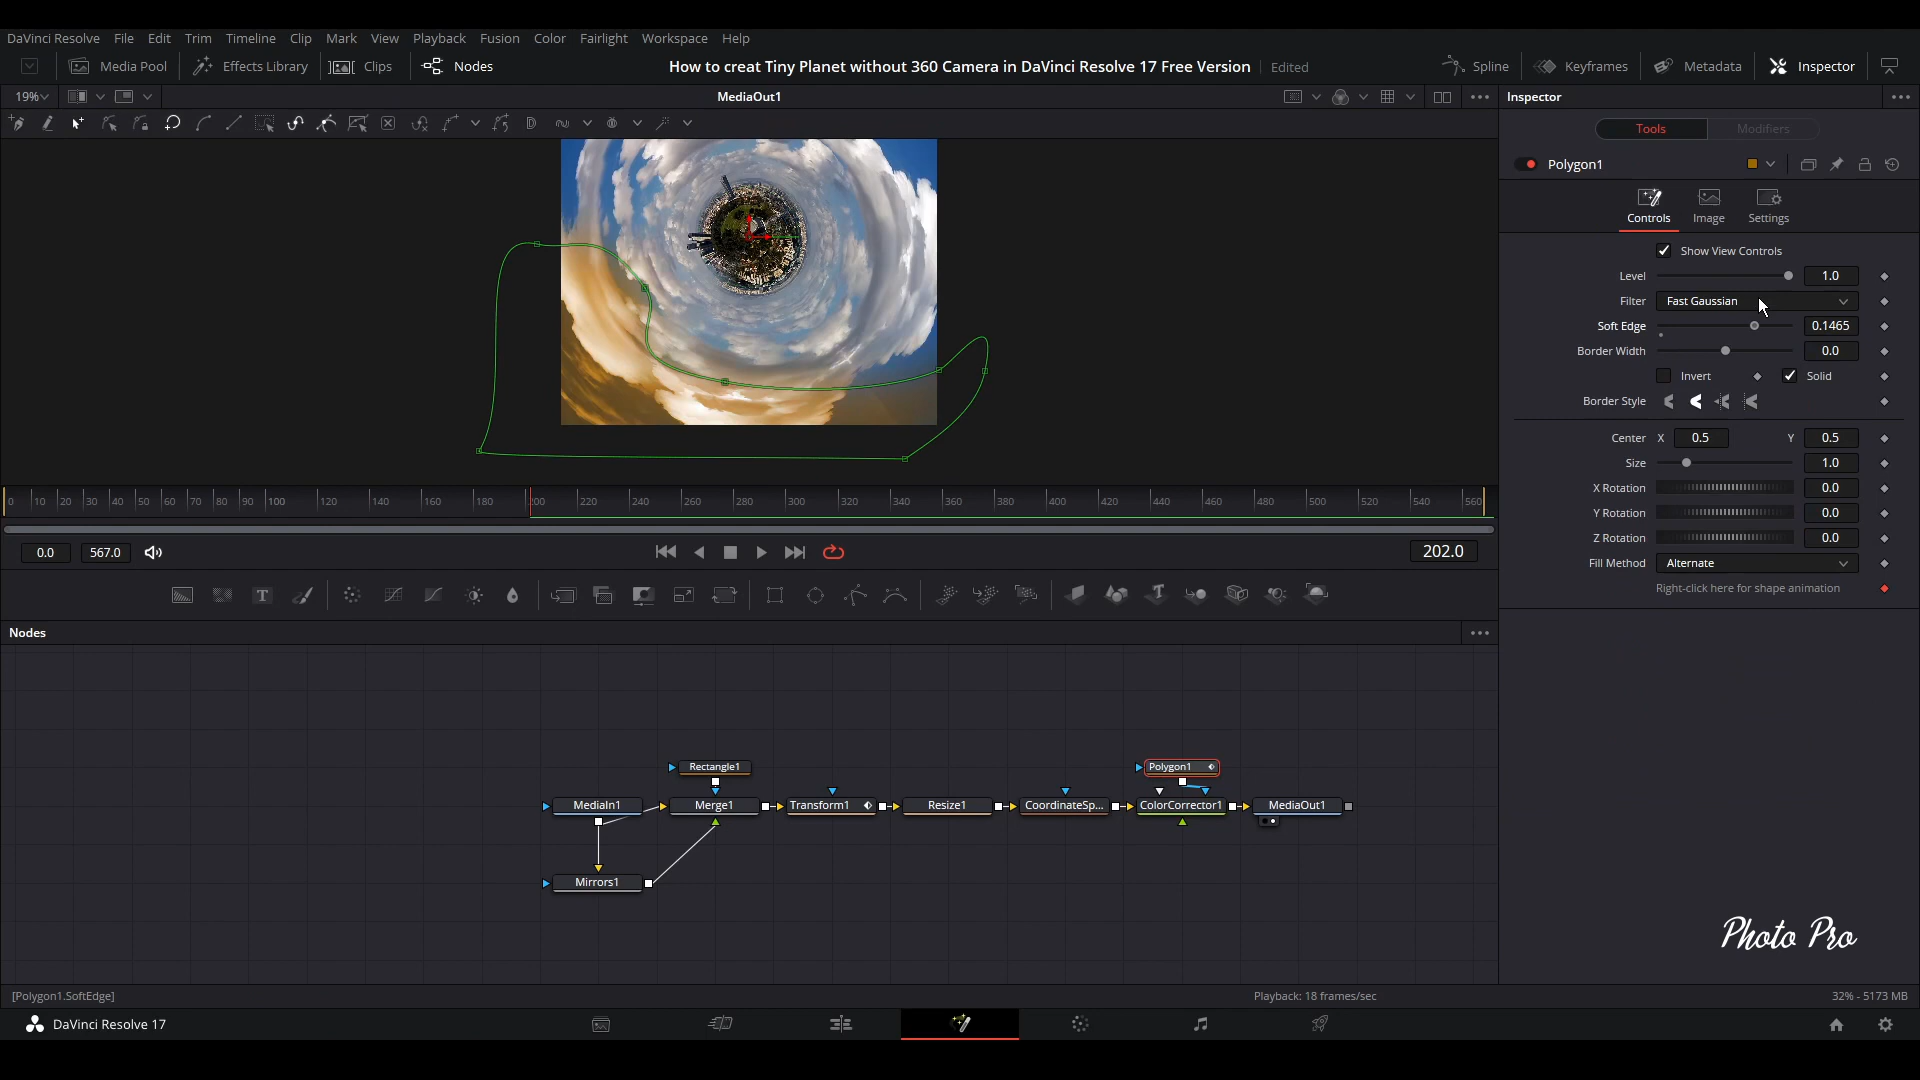 DaVinci Resolve File Edit Trim Timeline Clip Mark View Playback Fusion Color Fairlight Workspace Help
Media Pool Effects Library Clips Nodes How to creat Tiny Planet without 360 Camera in DaVinci Resolve 17 Free Version Edited Spline Keyframes Metadata Inspector
19% MediaOut1 Inspector
Tools Modifiers
Polygon1
Controls Image Settings
Show View Controls
Level 1.0
Filter Fast Gaussian
Soft Edge 0.1465
Border Width 0.0
Invert Solid
Border Style
Center X 0.5 Y 0.5
Size 1.0
X Rotation 0.0
Y Rotation 0.0
Z Rotation 0.0
Fill Method Alternate
Right-click here for shape animation
0 10 20 30 40 50 60 70 80 90 100 120 140 160 180 200 220 240 260 280 300 320 340 360 380 400 420 440 460 480 500 520 540 560
0.0 567.0 202.0
Nodes
Rectangle1 Polygon1
MediaIn1 Merge1 Transform1 Resize1 CoordinateSp... ColorCorrector1 MediaOut1
Mirrors1
Photo Pro
[Polygon1.SoftEdge] Playback: 18 frames/sec 32% - 5173 MB
DaVinci Resolve 17